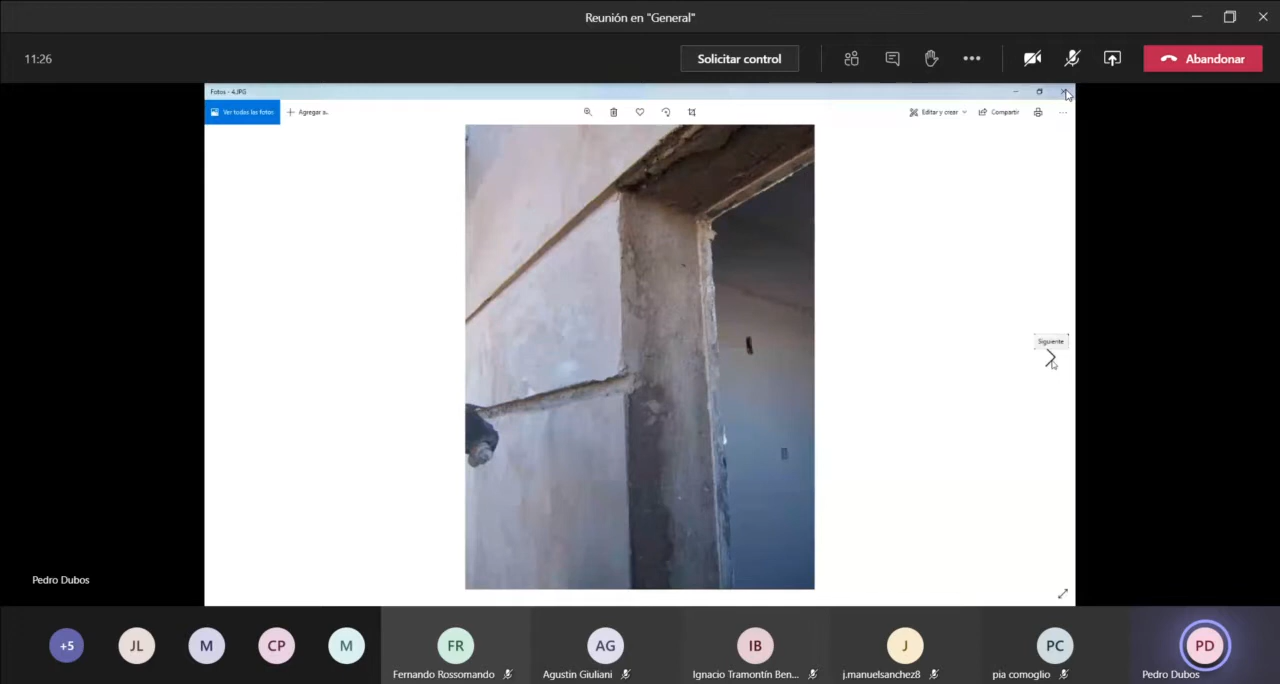 Reunión en "General"
11:26
Solicitar control
Abandonar
Fotos - 4.JPG
Ver todas las fotos
Agregar a..
Editar y crear
Compartir
Siguiente
Pedro Dubos
+5
JL
M
CP
M
FR
AG
IB
J
PC
PD
Fernando Rossomando
Agustin Giuliani
Ignacio Tramontín Ben...
j.manuelsanchez8
pia comoglio
Pedro Dubos